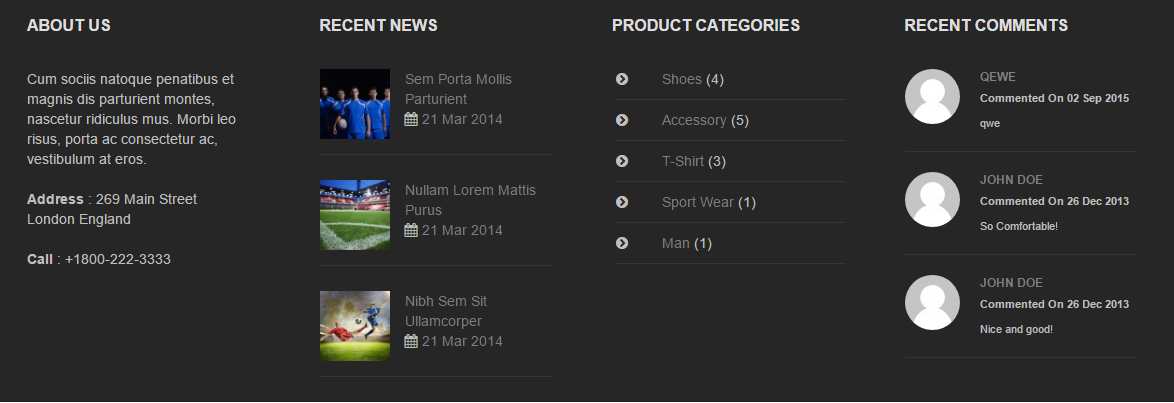 ABOUT US
Cum sociis natoque penatibus et
magnis dis parturient montes,
nascetur ridiculus mus. Morbi leo
risus, porta ac consectetur ac,
vestibulum at eros.
Address : 269 Main Street
London England
Call : +1800-222-3333
RECENT NEWS
Sem Porta Mollis
Parturient
21 Mar 2014
Nullam Lorem Mattis
Purus
21 Mar 2014
Nibh Sem Sit
Ullamcorper
21 Mar 2014
PRODUCT CATEGORIES
Shoes (4)
Accessory (5)
T-Shirt (3)
Sport Wear (1)
Man (1)
RECENT COMMENTS
QEWE
Commented On 02 Sep 2015
qwe
JOHN DOE
Commented On 26 Dec 2013
So Comfortable!
JOHN DOE
Commented On 26 Dec 2013
Nice and good!